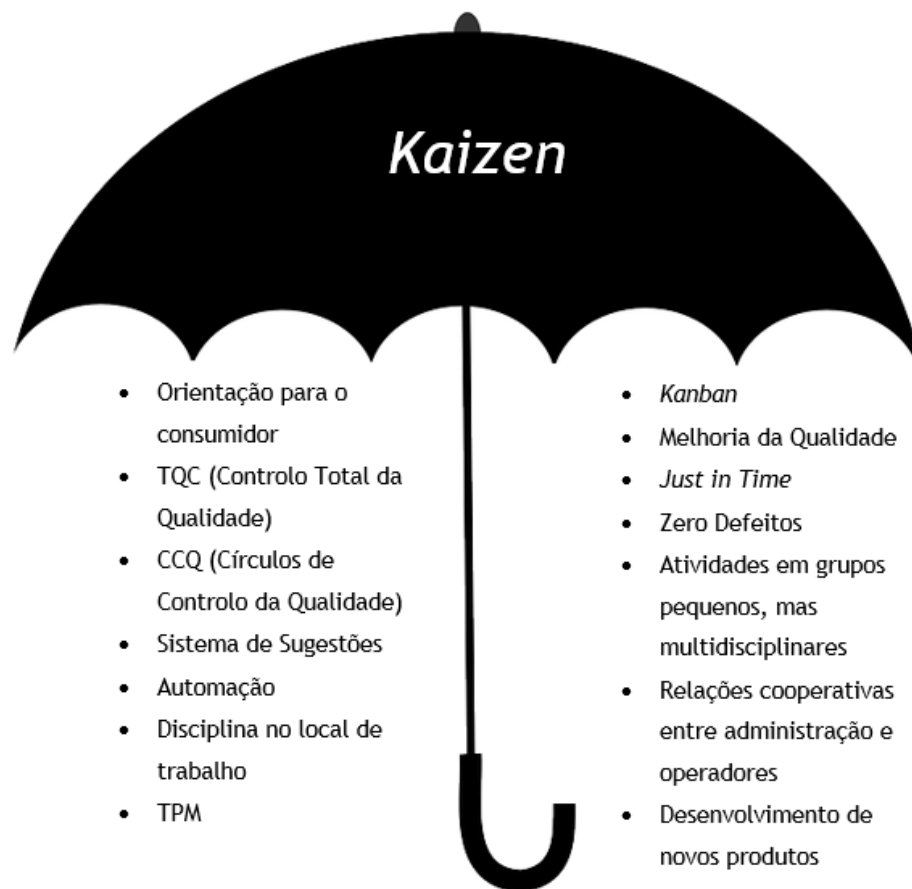 Kaizen
• Orientação para o
consumidor
• TQC (Controlo Total da
Qualidade)
• CCQ (Círculos de
Controlo da Qualidade)
• Sistema de Sugestões
• Automação
• Disciplina no local de
trabalho
• TPM
• Kanban
• Melhoria da Qualidade
• Just in Time
• Zero Defeitos
• Atividades em grupos
pequenos, mas
multidisciplinares
• Relações cooperativas
entre administração e
operadores
• Desenvolvimento de
novos produtos